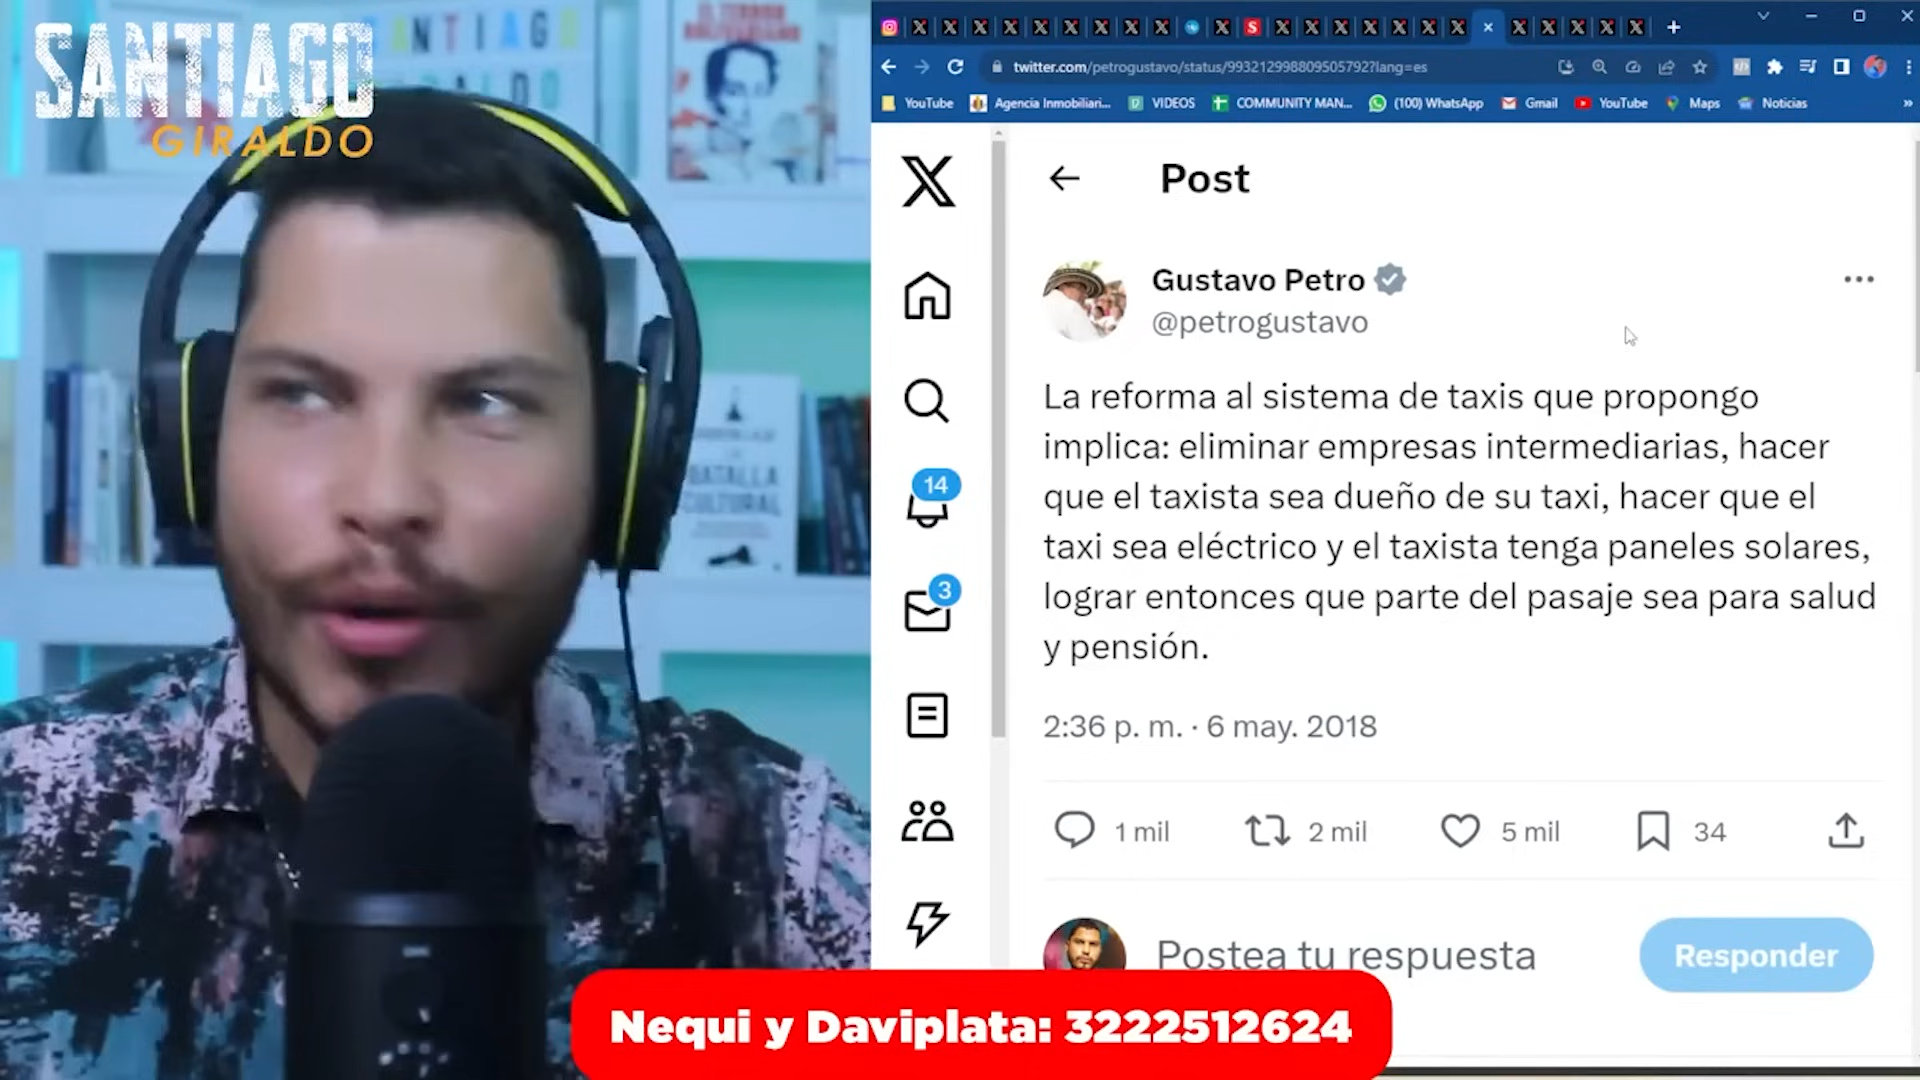 SANTIAGO
GIRALDO
SANTIAGO
BATALLA
CULTURAL
twitter.com/petrogustavo/status/993212998809505792?lang=es
YouTube
Agencia Inmobiliari...
VIDEOS
COMMUNITY MAN...
(100) WhatsApp
Gmail
YouTube
Maps
Noticias
»
Post
Gustavo Petro
@petrogustavo
La reforma al sistema de taxis que propongo
implica: eliminar empresas intermediarias, hacer
que el taxista sea dueño de su taxi, hacer que el
taxi sea eléctrico y el taxista tenga paneles solares,
lograr entonces que parte del pasaje sea para salud
y pensión.
2:36 p. m. · 6 may. 2018
14
3
1 mil
2 mil
5 mil
34
Postea tu respuesta
Responder
Nequi y Daviplata: 3222512624